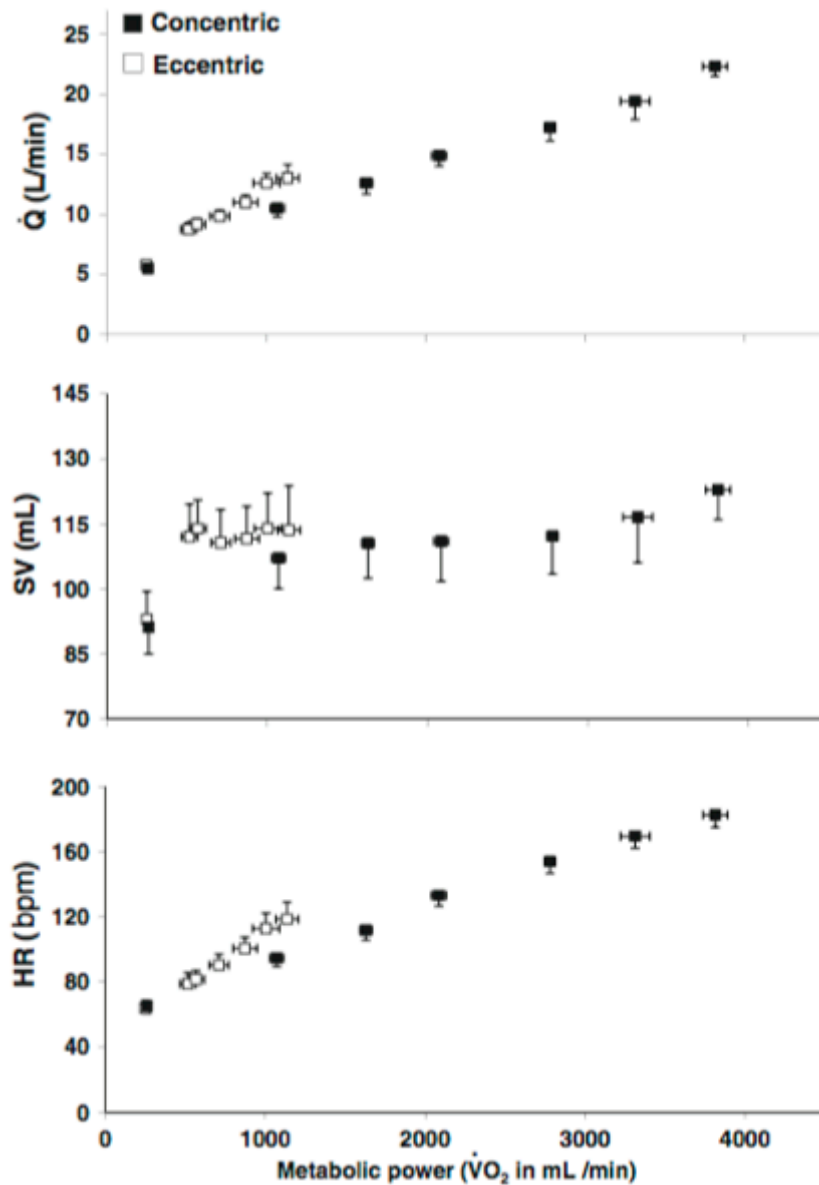 Concentric
Eccentric
25
20
15
10
5
0
Q̇ (L/min)
145
130
115
100
85
70
SV (mL)
200
160
120
80
40
0
HR (bpm)
0 1000 2000 3000 4000
Metabolic power (V̇O₂ in mL /min)